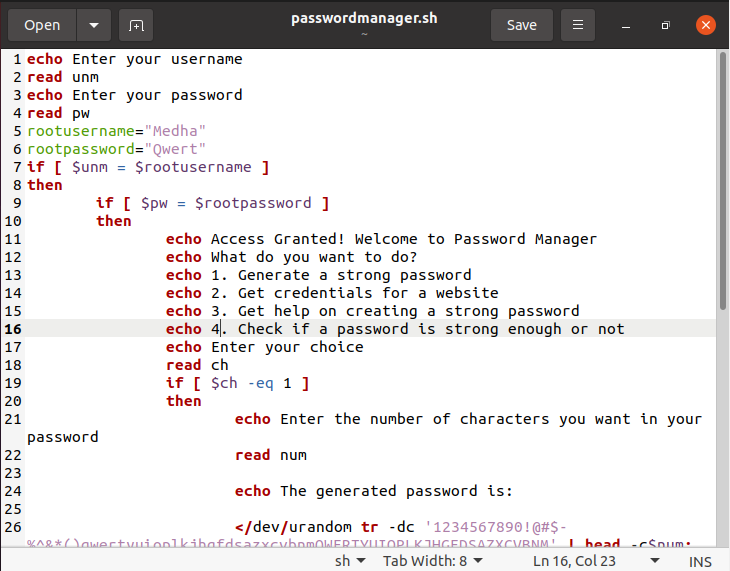 Open
passwordmanager.sh
~
Save
1 echo Enter your username
2 read unm
3 echo Enter your password
4 read pw
5 rootusername="Medha"
6 rootpassword="Qwert"
7 if [ $unm = $rootusername ]
8 then
9 if [ $pw = $rootpassword ]
10 then
11 echo Access Granted! Welcome to Password Manager
12 echo What do you want to do?
13 echo 1. Generate a strong password
14 echo 2. Get credentials for a website
15 echo 3. Get help on creating a strong password
16 echo 4. Check if a password is strong enough or not
17 echo Enter your choice
18 read ch
19 if [ $ch -eq 1 ]
20 then
21 echo Enter the number of characters you want in your
password
22 read num
23
24 echo The generated password is:
25
26 </dev/urandom tr -dc '1234567890!@#$-
%^&*()qwertyuioplkjhgfdsazxcvbnmQWERTYUIOPLKJHGFDSAZXCVBNM' | head -c$num;
sh Tab Width: 8 Ln 16, Col 23 INS